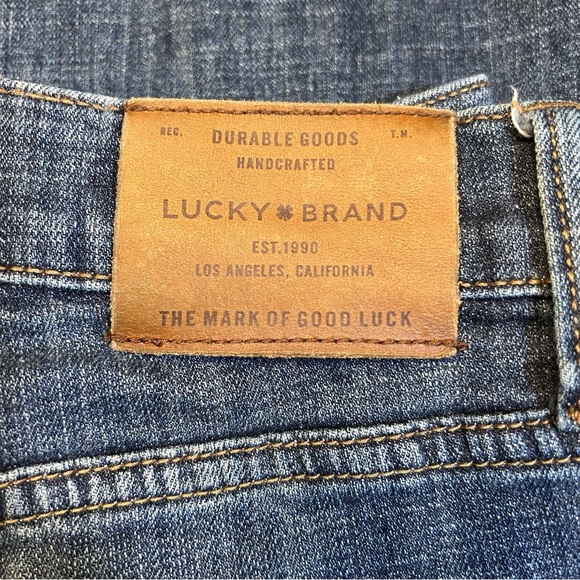 REG. DURABLE GOODS T.M.
HANDCRAFTED
LUCKY BRAND
EST.1990
LOS ANGELES, CALIFORNIA
THE MARK OF GOOD LUCK